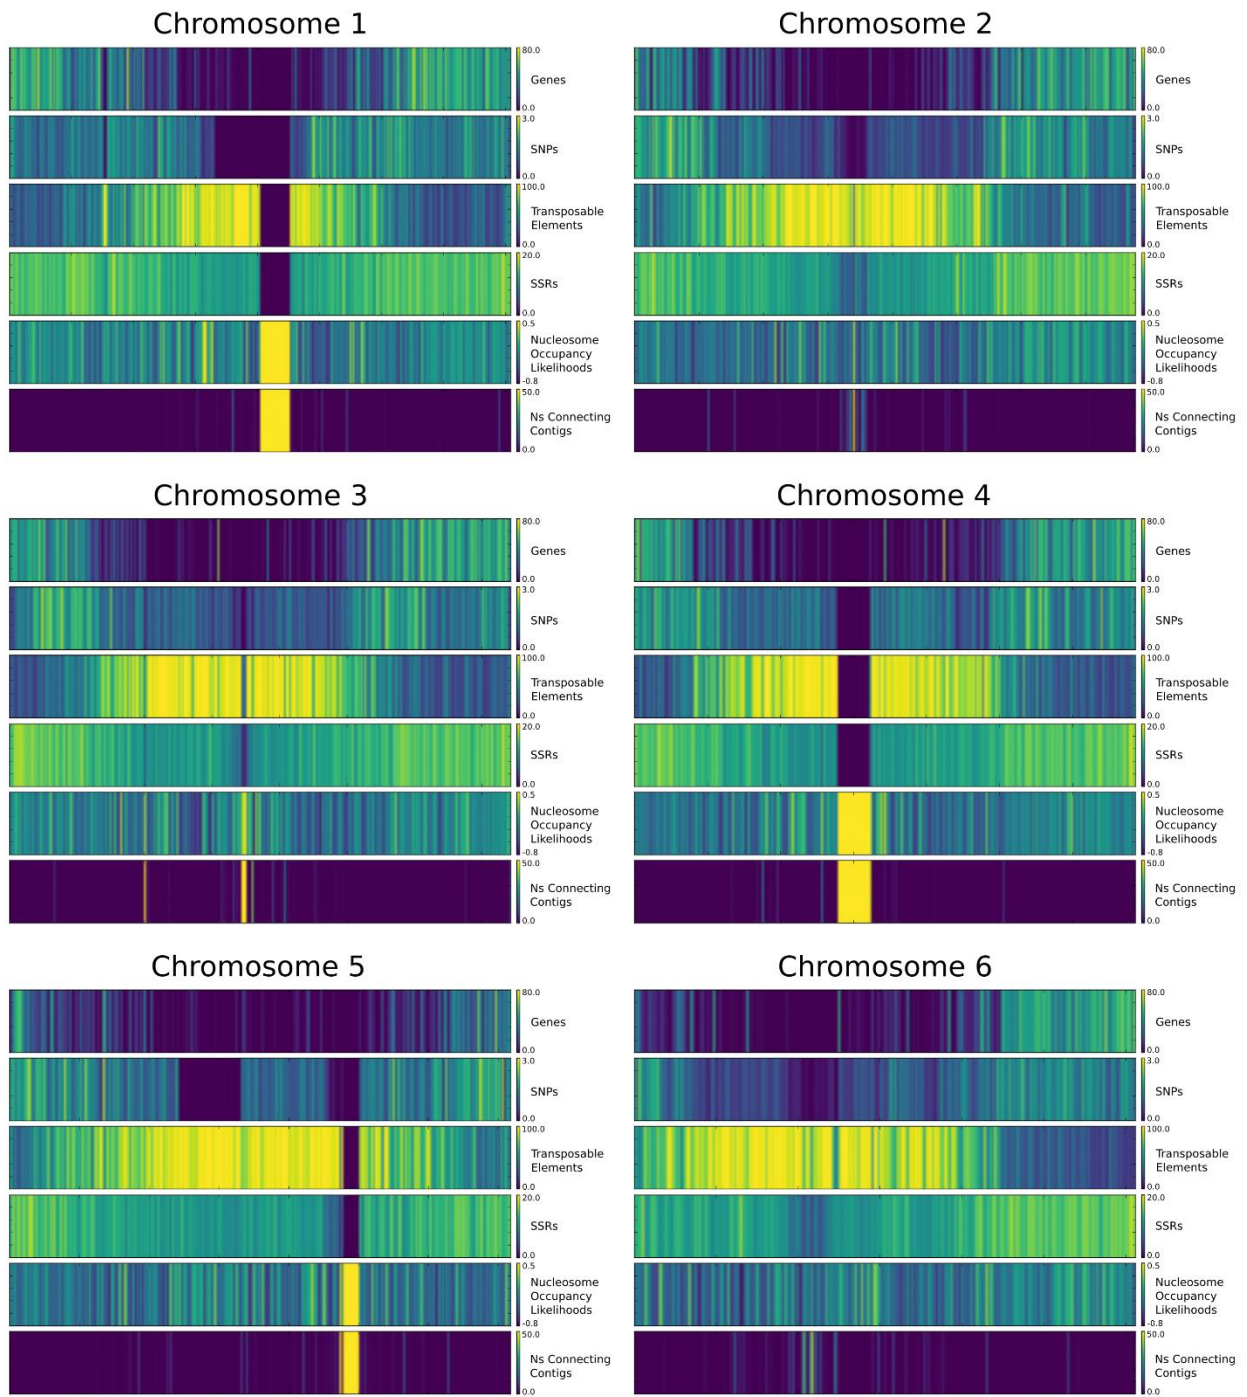 Chromosome 1
80.0
Genes
0.0
3.0
SNPs
0.0
100.0
Transposable
Elements
0.0
20.0
SSRs
0.0
0.5
Nucleosome
Occupancy
Likelihoods
-0.8
50.0
Ns Connecting
Contigs
0.0
Chromosome 2
80.0
Genes
0.0
3.0
SNPs
0.0
100.0
Transposable
Elements
0.0
20.0
SSRs
0.0
0.5
Nucleosome
Occupancy
Likelihoods
-0.8
50.0
Ns Connecting
Contigs
0.0
Chromosome 3
80.0
Genes
0.0
3.0
SNPs
0.0
100.0
Transposable
Elements
0.0
20.0
SSRs
0.0
0.5
Nucleosome
Occupancy
Likelihoods
-0.8
50.0
Ns Connecting
Contigs
0.0
Chromosome 4
80.0
Genes
0.0
3.0
SNPs
0.0
100.0
Transposable
Elements
0.0
20.0
SSRs
0.0
0.5
Nucleosome
Occupancy
Likelihoods
-0.8
50.0
Ns Connecting
Contigs
0.0
Chromosome 5
80.0
Genes
0.0
3.0
SNPs
0.0
100.0
Transposable
Elements
0.0
20.0
SSRs
0.0
0.5
Nucleosome
Occupancy
Likelihoods
-0.8
50.0
Ns Connecting
Contigs
0.0
Chromosome 6
80.0
Genes
0.0
3.0
SNPs
0.0
100.0
Transposable
Elements
0.0
20.0
SSRs
0.0
0.5
Nucleosome
Occupancy
Likelihoods
-0.8
50.0
Ns Connecting
Contigs
0.0